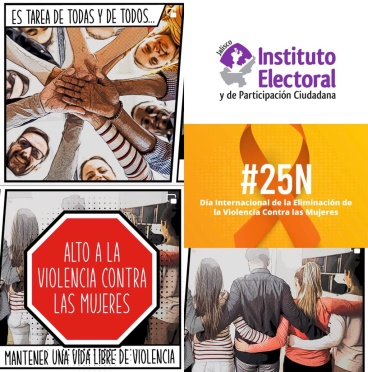 ES TAREA DE TODAS Y DE TODOS...
Jalisco
Instituto
Electoral
y de Participación Ciudadana
#25N
Día Internacional de la Eliminación de
la Violencia Contra las Mujeres
ALTO A LA
VIOLENCIA CONTRA
LAS MUJERES
MANTENER UNA VIDA LIBRE DE VIOLENCIA